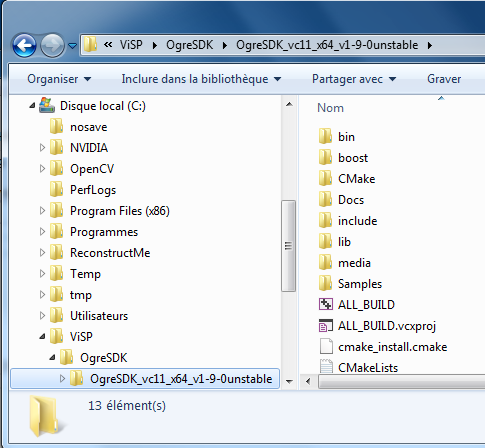 « ViSP ▸ OgreSDK ▸ OgreSDK_vc11_x64_v1-9-0unstable ▸
Organiser Inclure dans la bibliothèque Partager avec Graver
Disque local (C:)
nosave
NVIDIA
OpenCV
PerfLogs
Program Files (x86)
Programmes
ReconstructMe
Temp
tmp
Utilisateurs
ViSP
OgreSDK
OgreSDK_vc11_x64_v1-9-0unstable
Nom
bin
boost
CMake
Docs
include
lib
media
Samples
ALL_BUILD
ALL_BUILD.vcxproj
cmake_install.cmake
CMakeLists
13 élément(s)